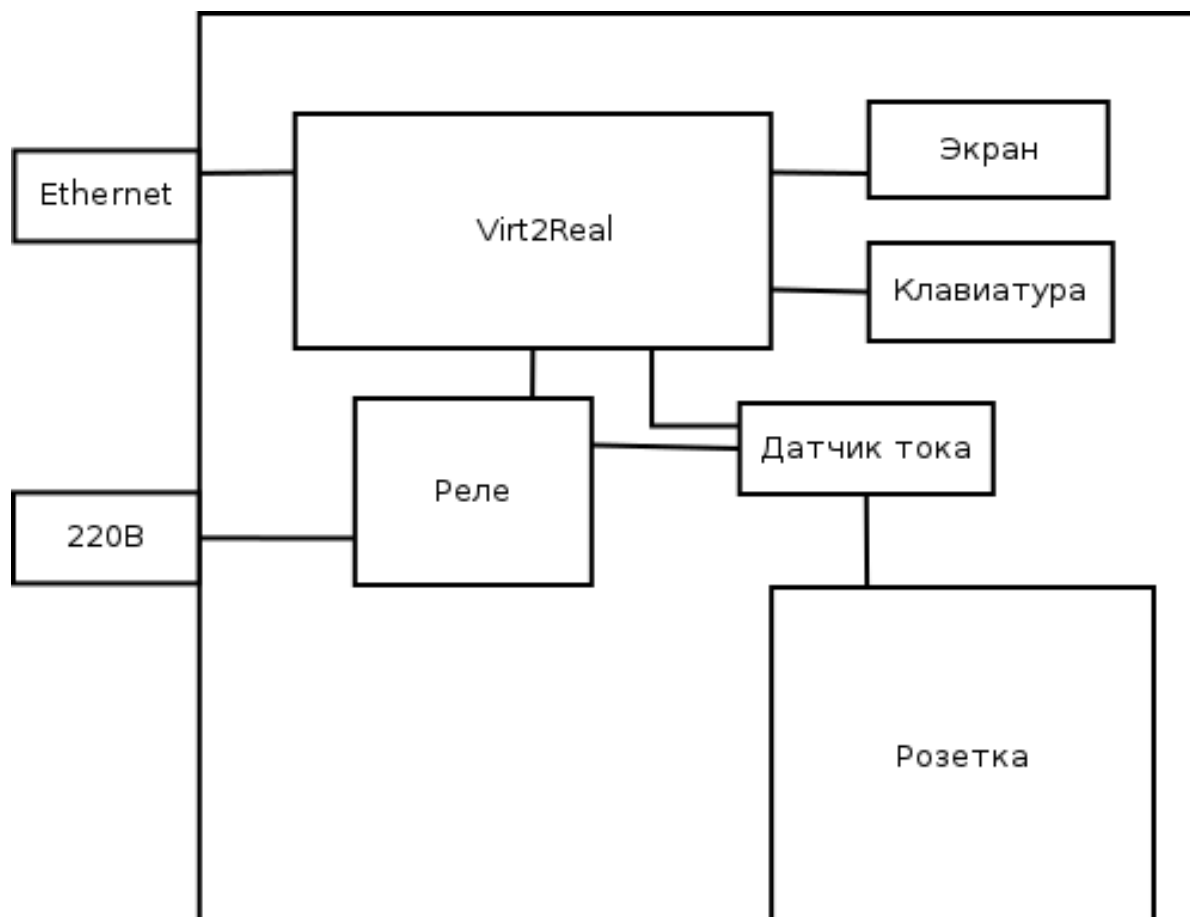 Экран
Ethernet
Virt2Real
Клавиатура
Датчик тока
Реле
220В
Розетка